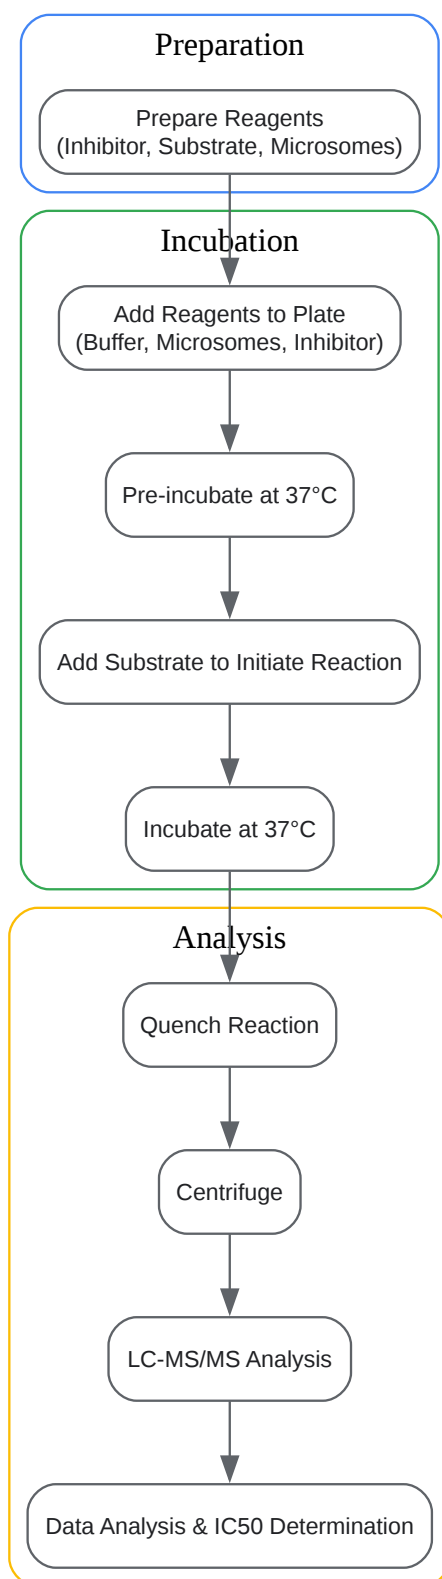 Preparation
Prepare Reagents
(Inhibitor, Substrate, Microsomes)
Incubation
Add Reagents to Plate
(Buffer, Microsomes, Inhibitor)
Pre-incubate at 37°C
Add Substrate to Initiate Reaction
Incubate at 37°C
Analysis
Quench Reaction
Centrifuge
LC-MS/MS Analysis
Data Analysis & IC50 Determination